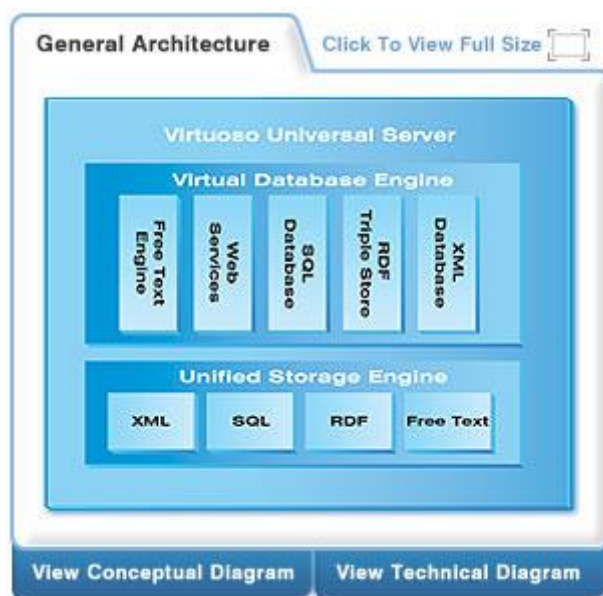 General Architecture
Click To View Full Size
Virtuoso Universal Server
Virtual Database Engine
Free Text
Engine
Web
Services
SQL
Database
RDF
Triple Store
XML
Database
Unified Storage Engine
XML
SQL
RDF
Free Text
View Conceptual Diagram
View Technical Diagram